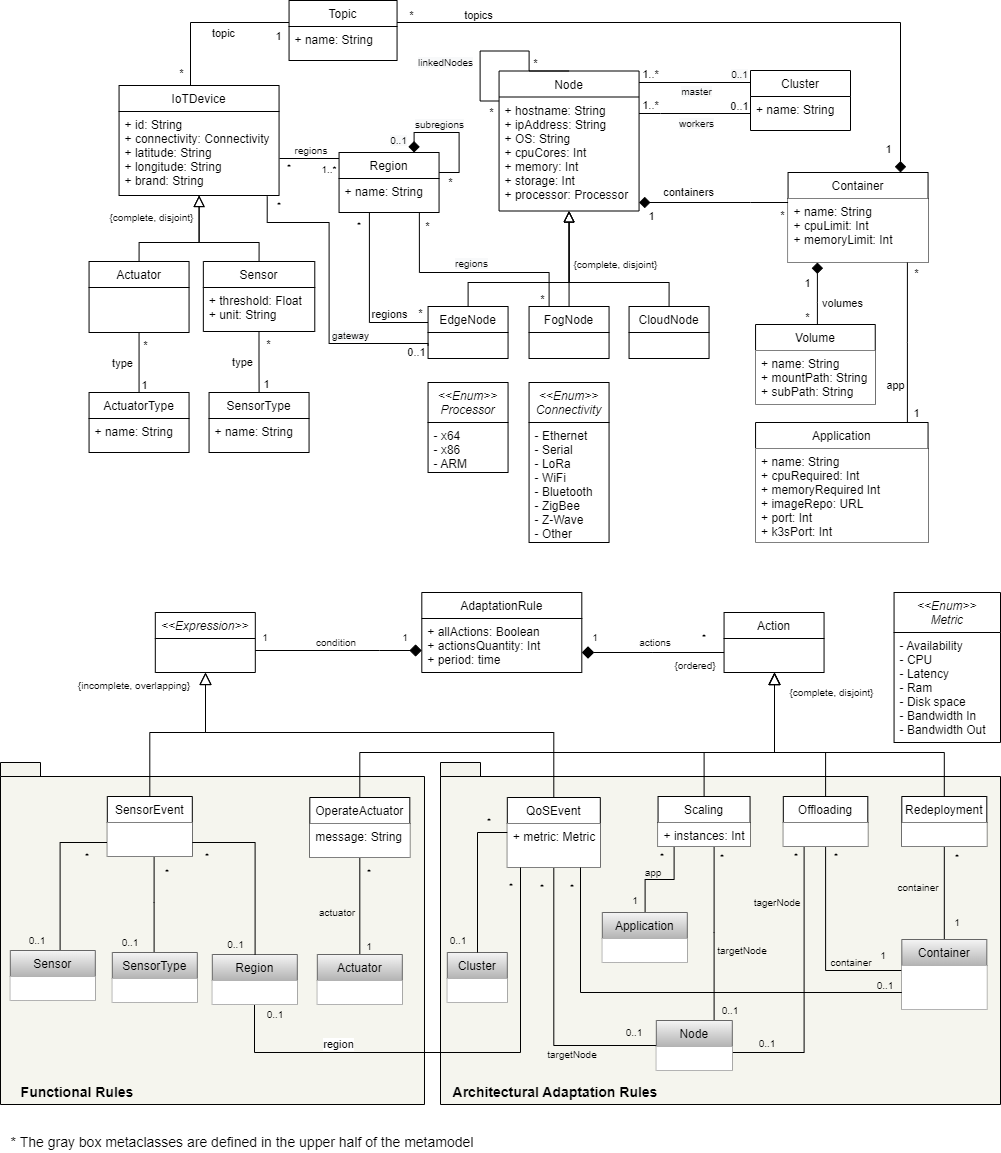 Topic
+ name: String
topic
1
*
*
topics
1
IoTDevice
+ id: String
+ connectivity: Connectivity
+ latitude: String
+ longitude: String
+ brand: String
regions
*
1..*
subregions
0..1
*
Region
+ name: String
linkedNodes
*
*
Node
+ hostname: String
+ ipAddress: String
+ OS: String
+ cpuCores: Int
+ memory: Int
+ storage: Int
+ processor: Processor
1..*
0..1
master
1..*
0..1
workers
Cluster
+ name: String
containers
1
*
Container
+ name: String
+ cpuLimit: Int
+ memoryLimit: Int
{complete, disjoint}
*
Actuator
Sensor
+ threshold: Float
+ unit: String
*
type
1
*
type
1
ActuatorType
+ name: String
SensorType
+ name: String
*
*
regions
*
regions
*
gateway
0..1
{complete, disjoint}
EdgeNode
FogNode
CloudNode
1
volumes
*
Volume
+ name: String
+ mountPath: String
+ subPath: String
*
app
1
Application
+ name: String
+ cpuRequired: Int
+ memoryRequired Int
+ imageRepo: URL
+ port: Int
+ k3sPort: Int
<<Enum>>
Processor
- x64
- x86
- ARM
<<Enum>>
Connectivity
- Ethernet
- Serial
- LoRa
- WiFi
- Bluetooth
- ZigBee
- Z-Wave
- Other
<<Expression>>
1
condition
1
AdaptationRule
+ allActions: Boolean
+ actionsQuantity: Int
+ period: time
1
actions
*
{ordered}
Action
<<Enum>>
Metric
- Availability
- CPU
- Latency
- Ram
- Disk space
- Bandwidth In
- Bandwidth Out
{incomplete, overlapping}
{complete, disjoint}
SensorEvent
OperateActuator
message: String
QoSEvent
+ metric: Metric
Scaling
+ instances: Int
Offloading
Redeployment
*
*
*
*
actuator
1
0..1
0..1
0..1
Sensor
SensorType
Region
Actuator
0..1
region
*
0..1
Cluster
*
*
*
*
app
1
Application
*
targetNode
0..1
*
tagerNode
*
container
1
*
container
1
Container
0..1
0..1
targetNode
Node
0..1
Functional Rules
Architectural Adaptation Rules
* The gray box metaclasses are defined in the upper half of the metamodel